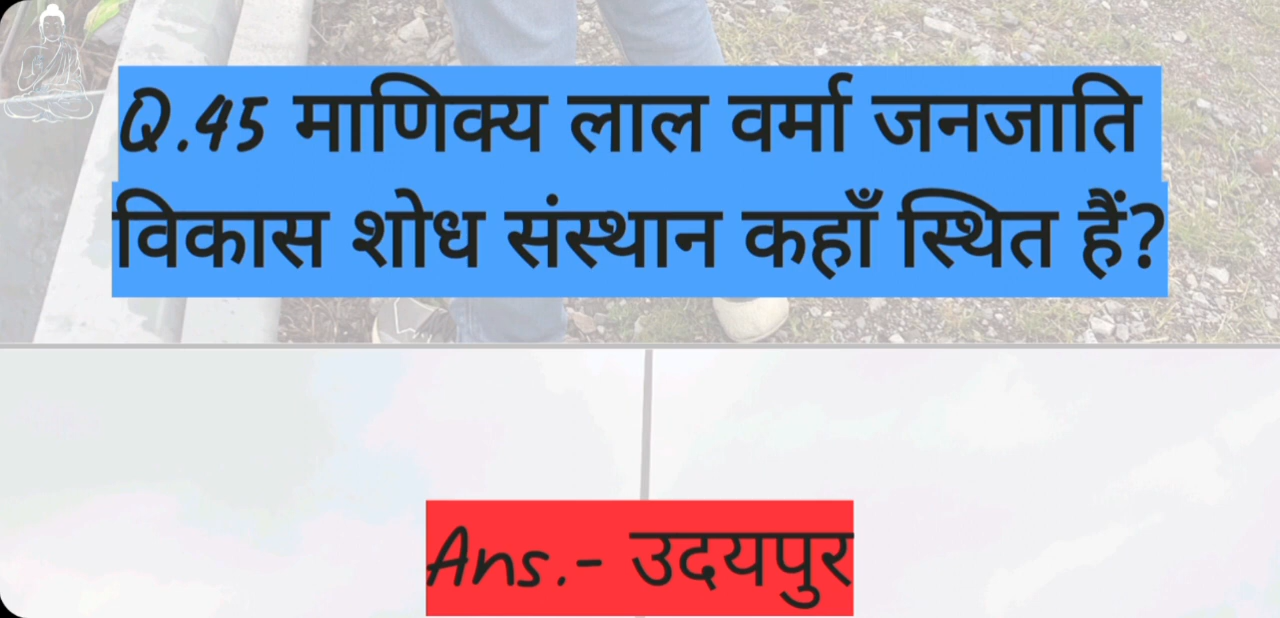 Q.45 माणिक्य लाल वर्मा जनजाति
विकास शोध संस्थान कहाँ स्थित हैं?
Ans.- उदयपुर